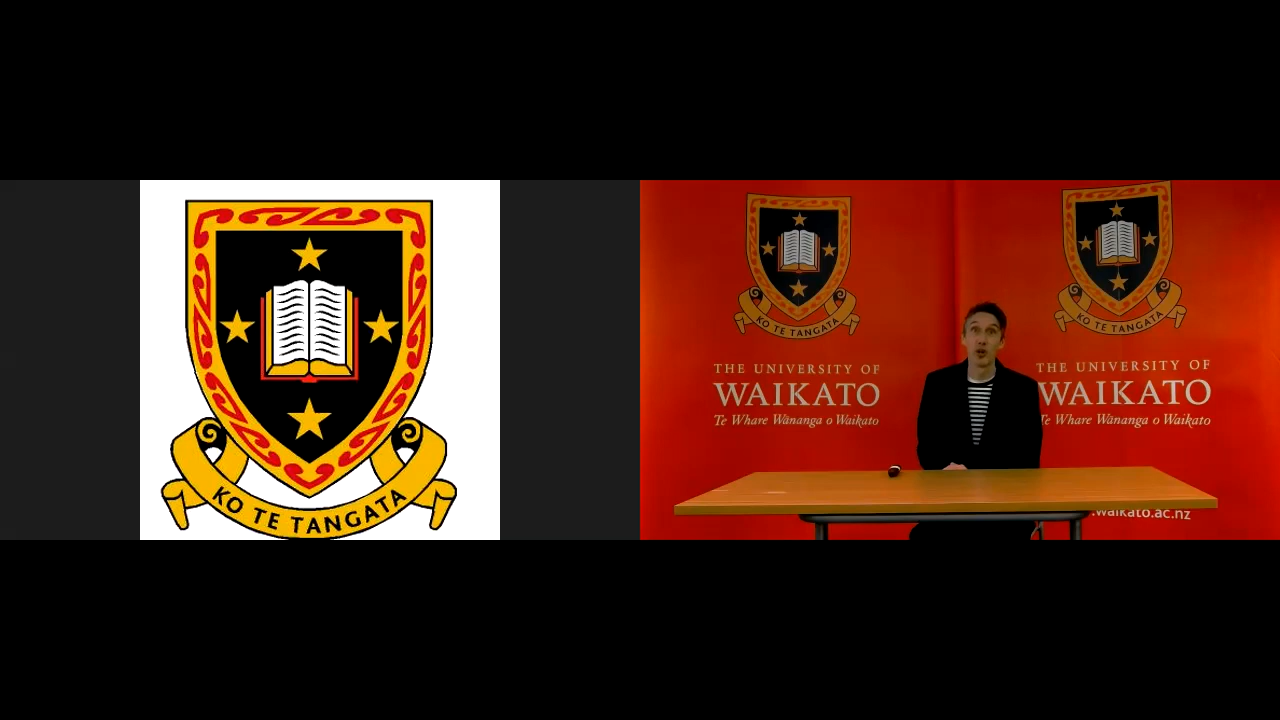 KO TE TANGATA
KO TE TANGATA
THE UNIVERSITY OF
WAIKATO
Te Whare Wānanga o Waikato
KO TE TANGATA
THE UNIVERSITY OF
WAIKATO
Te Whare Wānanga o Waikato
.waikato.ac.nz